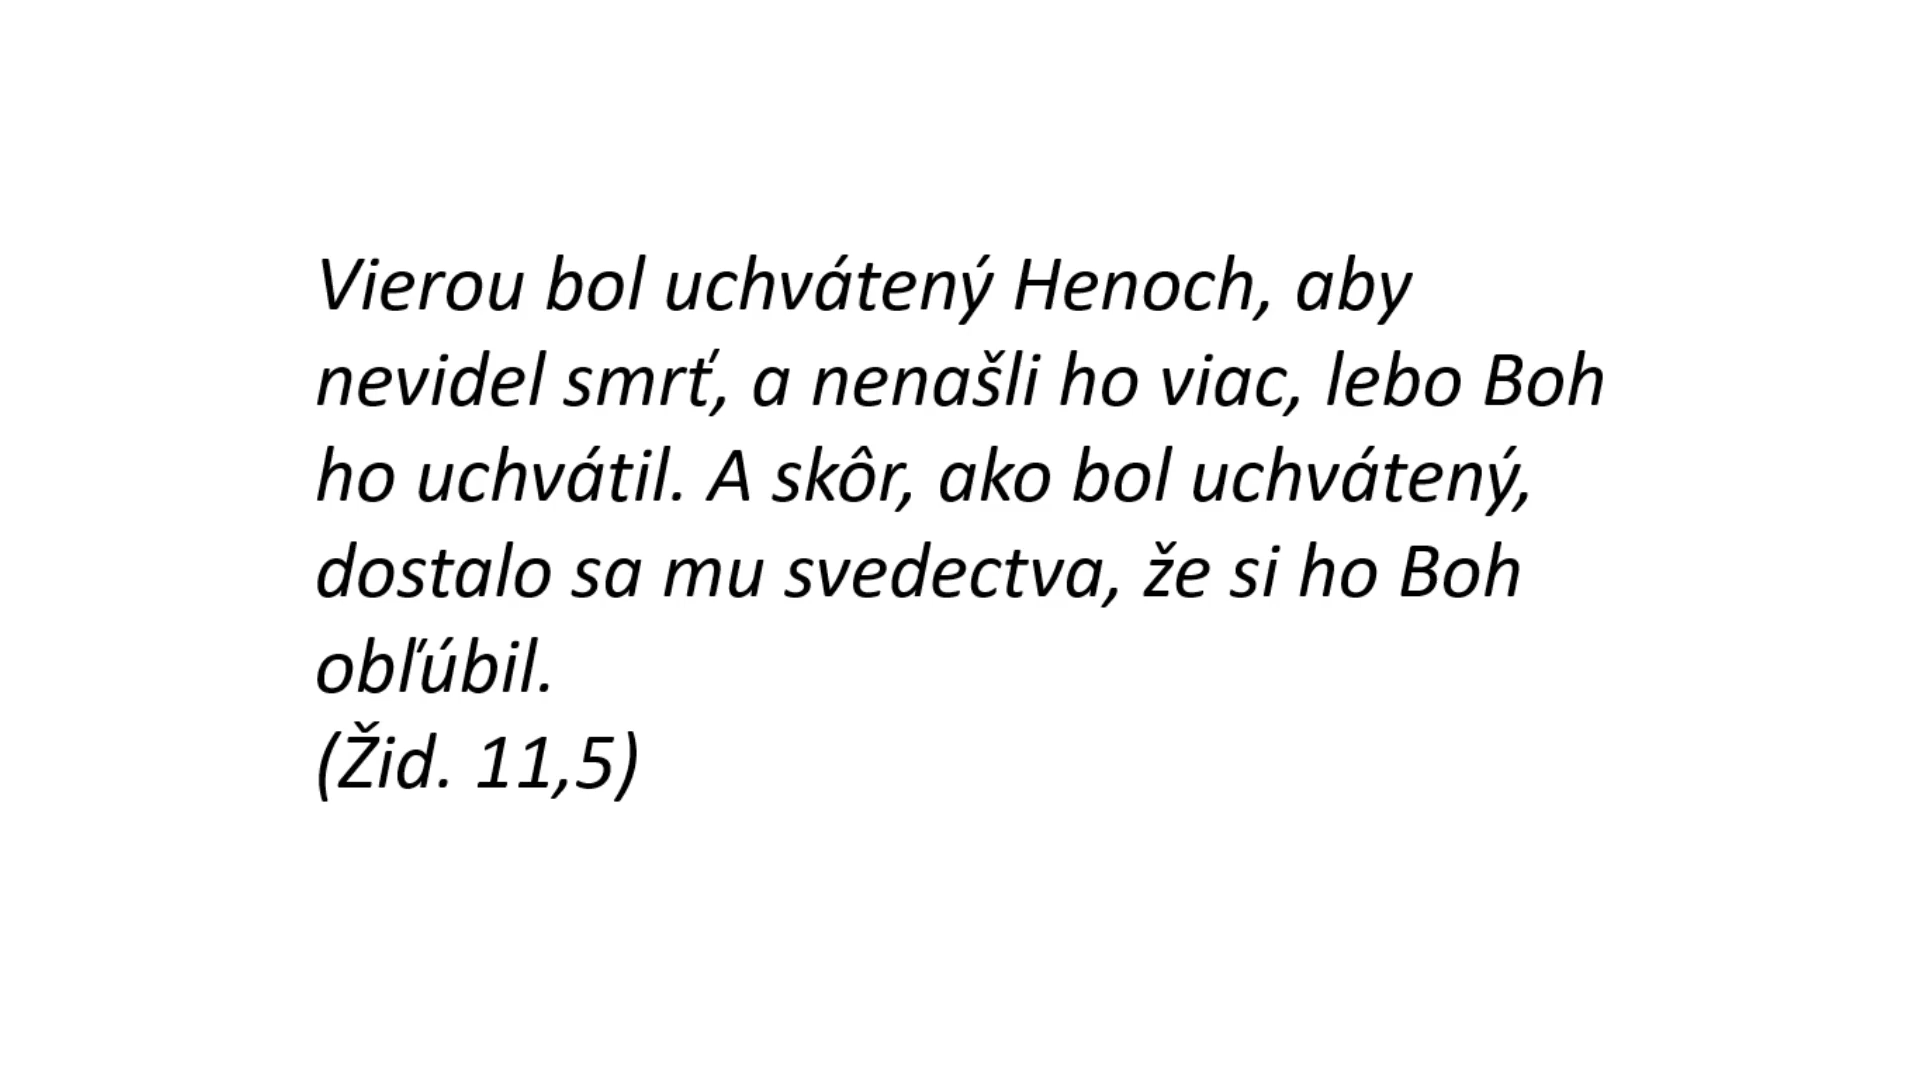 Vierou bol uchvátený Henoch, aby
nevidel smrť, a nenašli ho viac, lebo Boh
ho uchvátil. A skôr, ako bol uchvátený,
dostalo sa mu svedectva, že si ho Boh
obľúbil.
(Žid. 11,5)